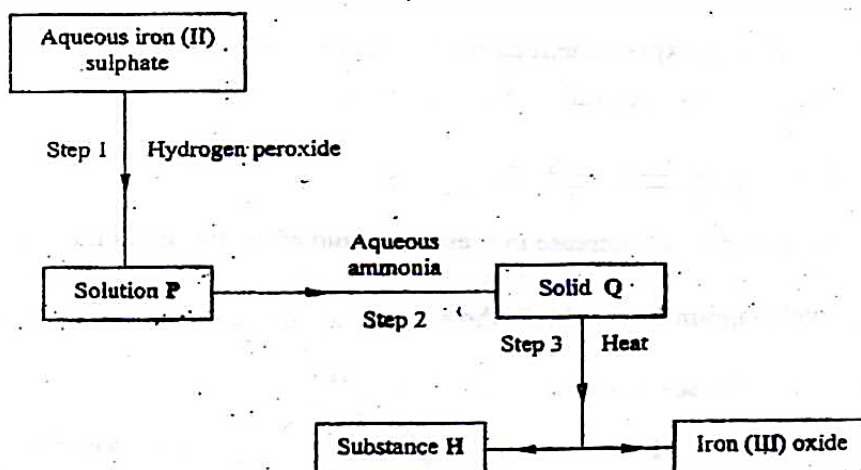 Aqueous iron (II)
sulphate
Step 1 Hydrogen peroxide
Aqueous
ammonia
Solution P
Solid Q
Step 2
Step 3 Heat
Substance H
Iron (III) oxide